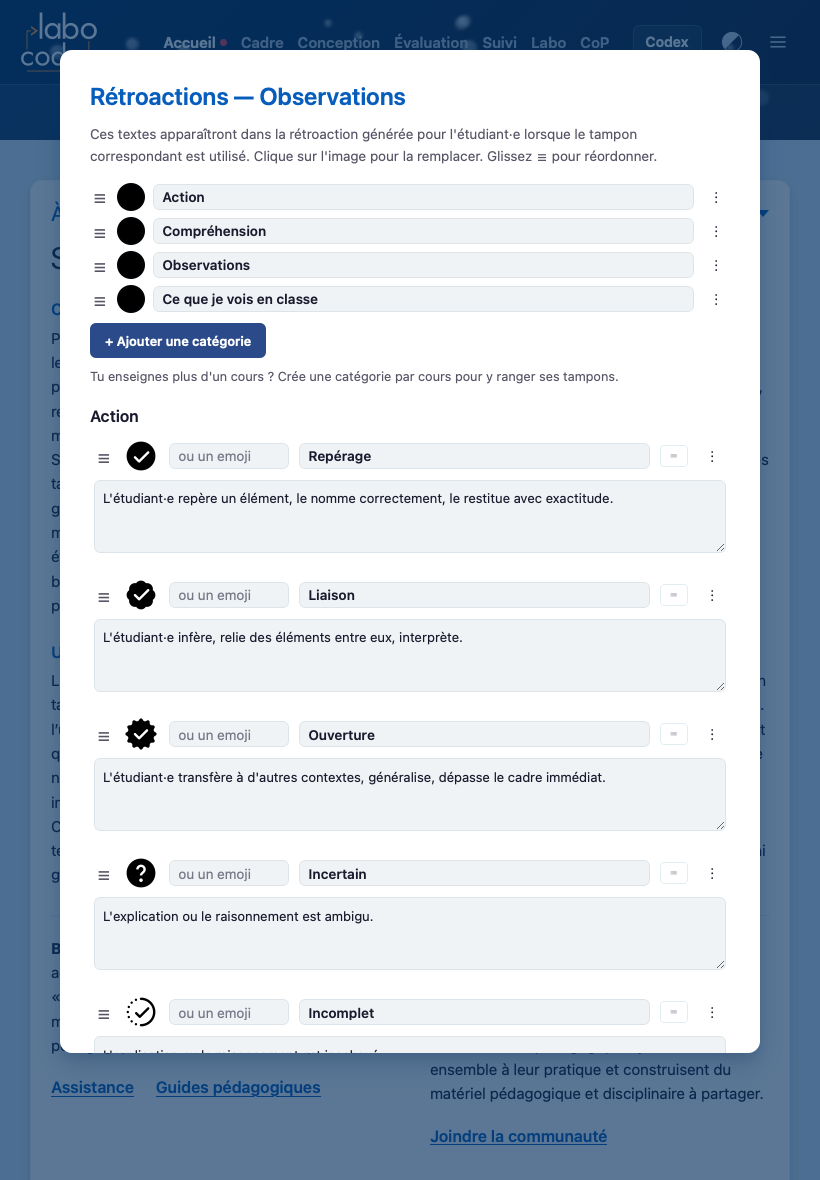 labo
Accueil Cadre Conception Évaluation Suivi Labo CoP Codex
Rétroactions — Observations
Ces textes apparaîtront dans la rétroaction générée pour l'étudiant·e lorsque le tampon
correspondant est utilisé. Clique sur l'image pour la remplacer. Glissez ≡ pour réordonner.
Action
Compréhension
Observations
Ce que je vois en classe
+ Ajouter une catégorie
Tu enseignes plus d'un cours ? Crée une catégorie par cours pour y ranger ses tampons.
Action
ou un emoji Repérage
L'étudiant·e repère un élément, le nomme correctement, le restitue avec exactitude.
ou un emoji Liaison
L'étudiant·e infère, relie des éléments entre eux, interprète.
ou un emoji Ouverture
L'étudiant·e transfère à d'autres contextes, généralise, dépasse le cadre immédiat.
ou un emoji Incertain
L'explication ou le raisonnement est ambigu.
ou un emoji Incomplet
ensemble à leur pratique et construisent du
matériel pédagogique et disciplinaire à partager.
Assistance Guides pédagogiques
Joindre la communauté